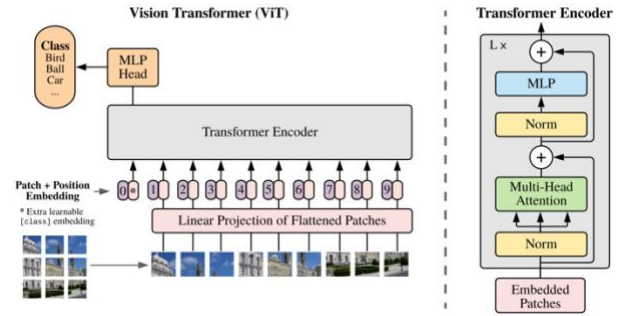 Vision Transformer (ViT)
Class
Bird
Ball
Car
...
MLP
Head
Transformer Encoder
Patch + Position
Embedding
* Extra learnable
[class] embedding
0 * 1 2 3 4 5 6 7 8 9
Linear Projection of Flattened Patches
Transformer Encoder
L x
+
MLP
Norm
+
Multi-Head
Attention
Norm
Embedded
Patches